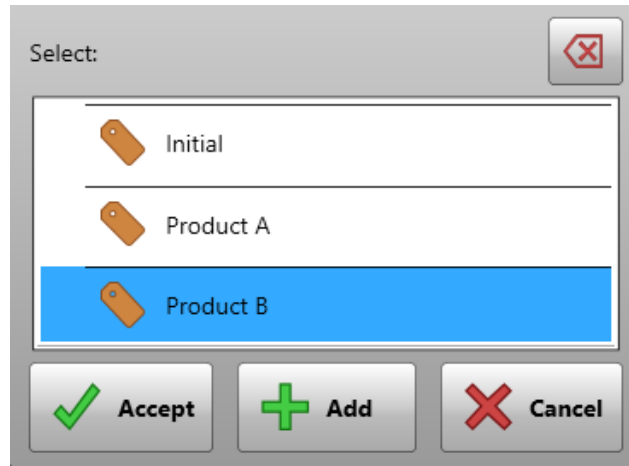 Select:
Initial
Product A
Product B
Accept
Add
Cancel